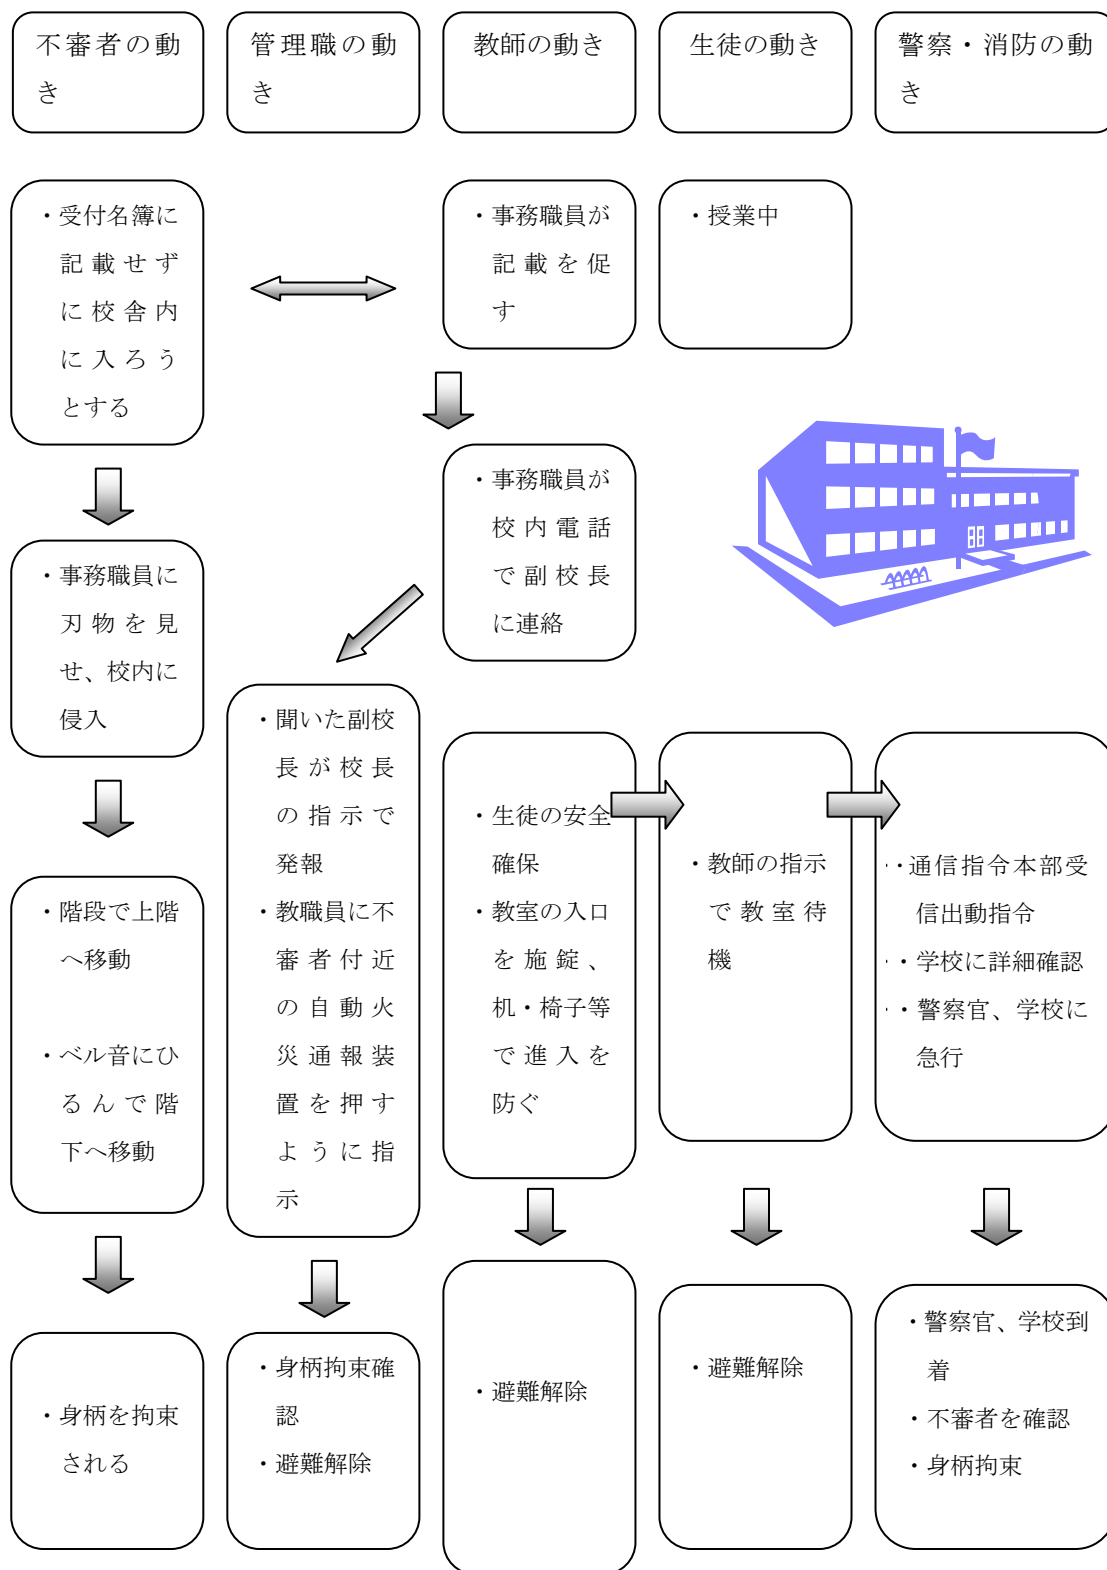 不審者の動
き
管理職の動
き
教師の動き
生徒の動き
警察・消防の動
き
・受付名簿に
記載せず
に校舎内
に入ろう
とする
・事務職員が
記載を促
す
・授業中
・事務職員が
校内電話
で副校長
に連絡
・事務職員に
刃物を見
せ、校内に
侵入
・聞いた副校
長が校長
の指示で
発報
・教職員に不
審者付近
の自動火
災通報装
置を押す
ように指
示
・生徒の安全
確保
・教室の入口
を施錠、
机・椅子等
で進入を
防ぐ
・教師の指示
で教室待
機
・・通信指令本部受
信出動指令
・・学校に詳細確認
・・警察官、学校に
急行
・階段で上階
へ移動
・ベル音にひ
るんで階
下へ移動
・身柄を拘束
される
・身柄拘束確
認
・避難解除
・避難解除
・避難解除
・警察官、学校到
着
・不審者を確認
・身柄拘束